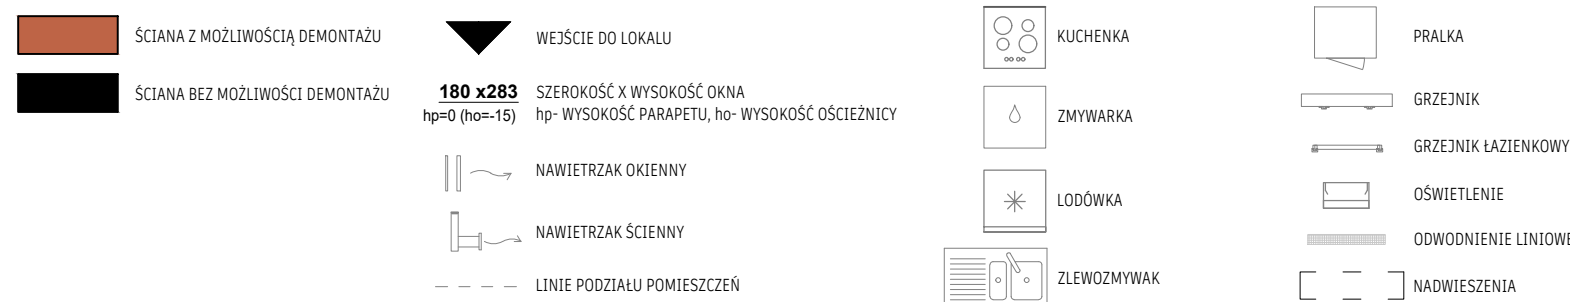 ŚCIANA Z MOŻLIWOŚCIĄ DEMONTAŻU
ŚCIANA BEZ MOŻLIWOŚCI DEMONTAŻU
WEJŚCIE DO LOKALU
180 x283
hp=0 (ho=-15)
SZEROKOŚĆ X WYSOKOŚĆ OKNA
hp- WYSOKOŚĆ PARAPETU, ho- WYSOKOŚĆ OŚCIEŻNICY
NAWIETRZAK OKIENNY
NAWIETRZAK ŚCIENNY
LINIE PODZIAŁU POMIESZCZEŃ
KUCHENKA
ZMYWARKA
LODÓWKA
ZLEWOZMYWAK
PRALKA
GRZEJNIK
GRZEJNIK ŁAZIENKOWY
OŚWIETLENIE
ODWODNIENIE LINIOWE
NADWIESZENIA